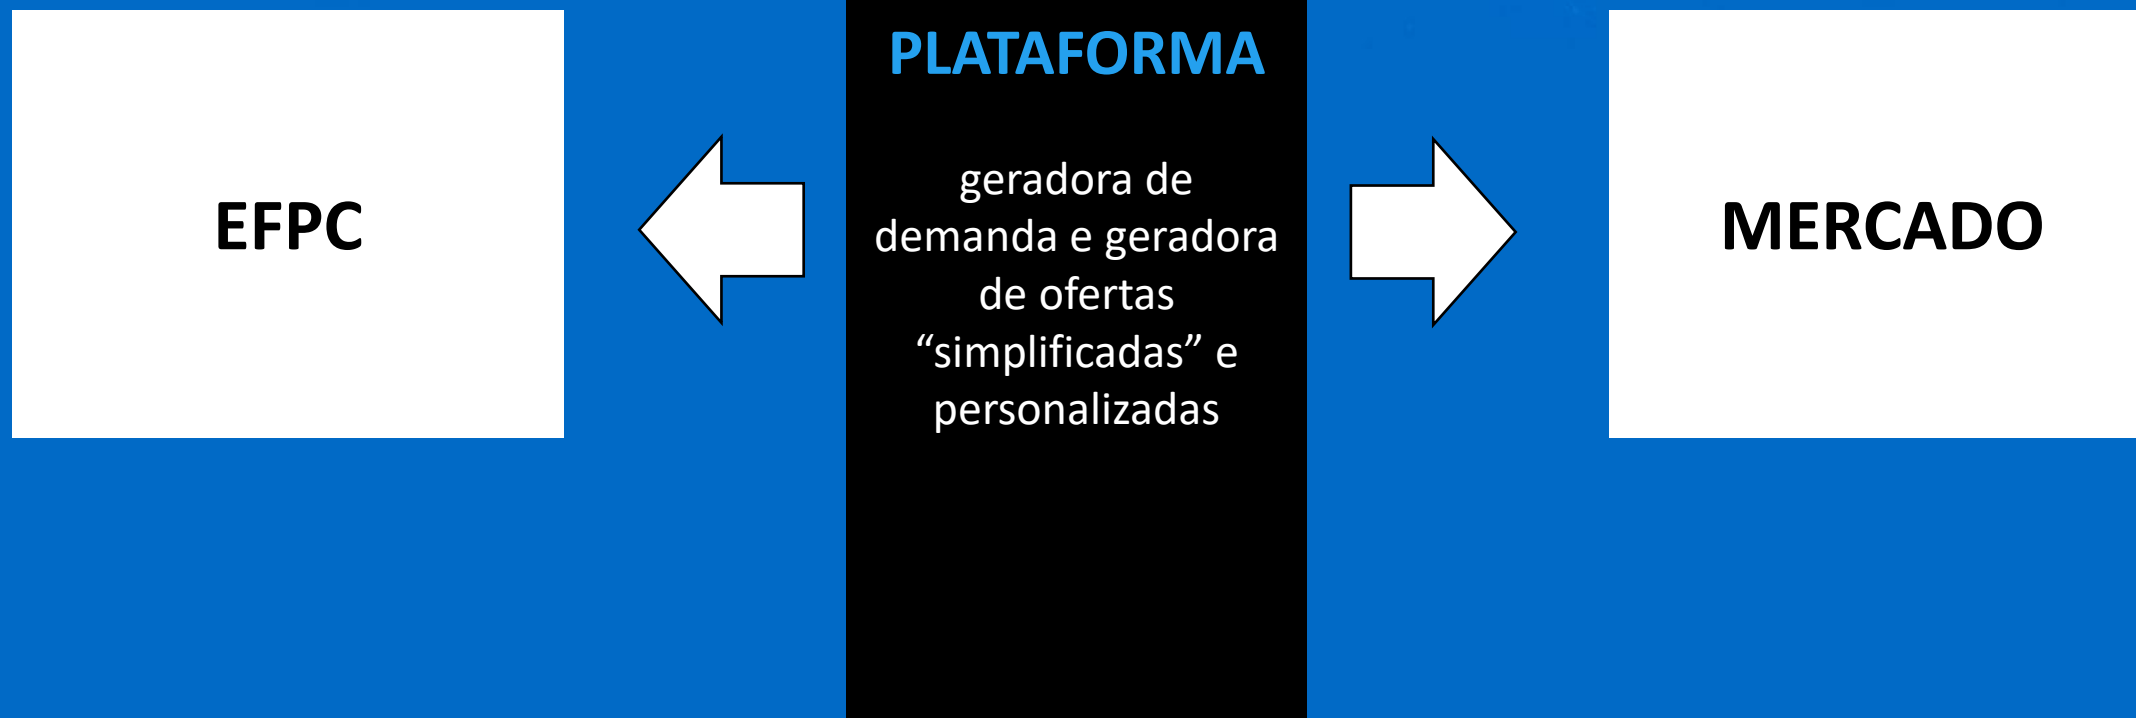 EFPC
PLATAFORMA
geradora de
demanda e geradora
de ofertas
“simplificadas” e
personalizadas
MERCADO